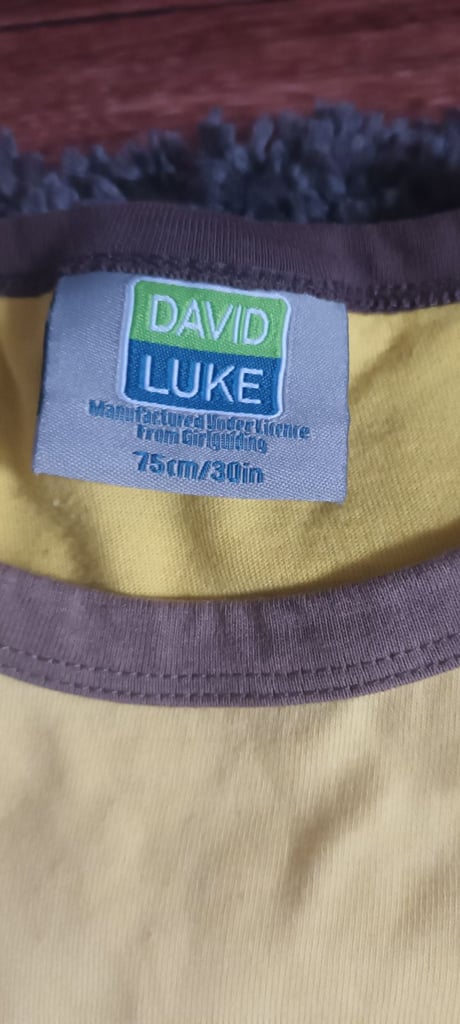 DAVID
LUKE
Manufactured Under Licence
From Girlguiding
75cm/30in